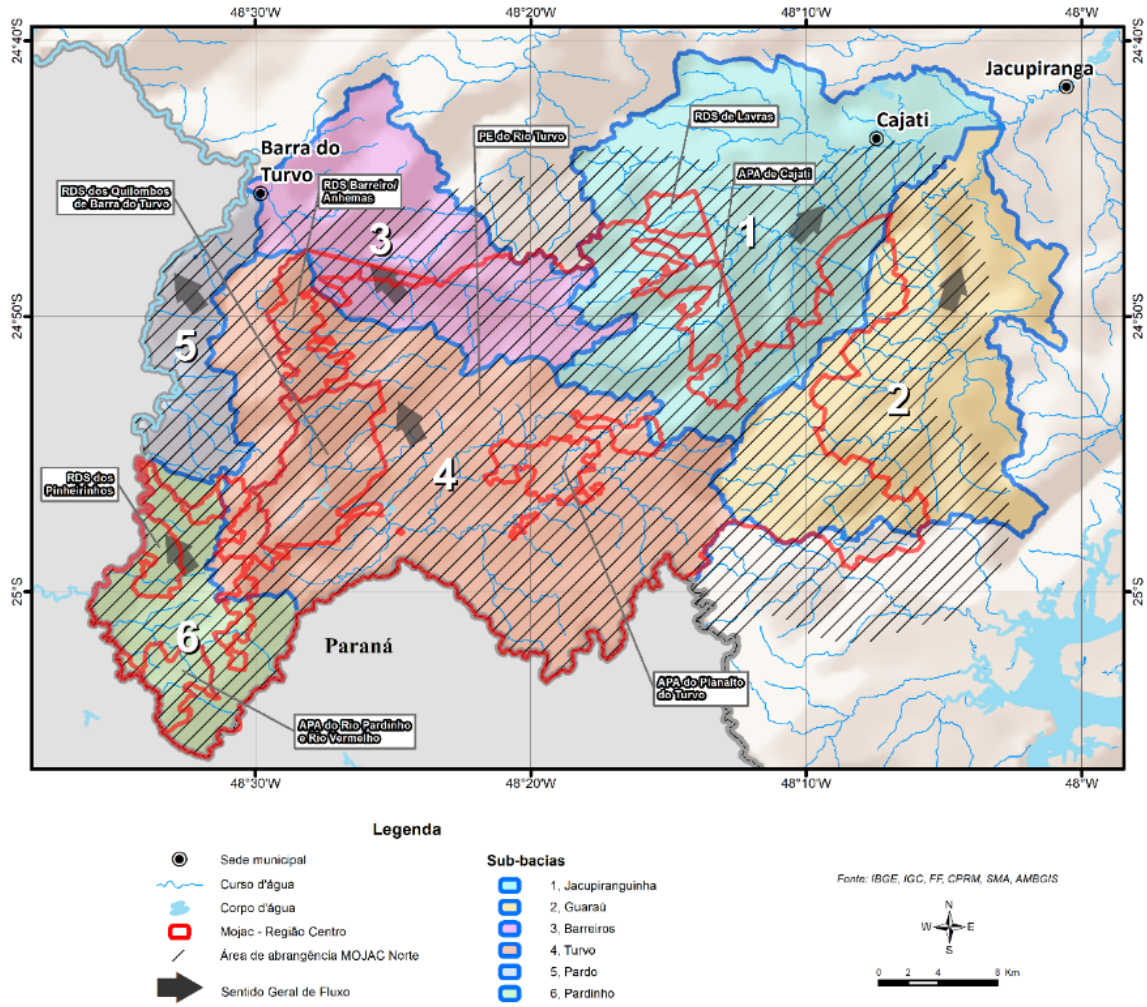 48°30'W
48°20'W
48°10'W
48°W
24°40'S
24°40'S
Jacupiranga
Cajati
RDS de Lavras
PE do Rio Turvo
Barra do
Turvo
RDS dos Quilombos
de Barra do Turvo
RDS Barreiro/
Anhemas
APA de Cajati
1
3
24°50'S
24°50'S
5
2
4
RDS dos
Pinheirinhos
25°S
25°S
6
Paraná
APA do Planalto
do Turvo
APA do Rio Pardinho
e Rio Vermelho
48°30'W
48°20'W
48°10'W
48°W
Legenda
Sede municipal
Curso d'água
Corpo d'água
Mojac - Região Centro
Área de abrangência MOJAC Norte
Sentido Geral de Fluxo
Sub-bacias
1, Jacupiranguinha
2, Guaraú
3, Barreiros
4, Turvo
5, Pardo
6, Pardinho
Fonte: IBGE, IGC, FF, CPRM, SMA, AMBGIS
N
W
E
S
0 2 4 8 Km